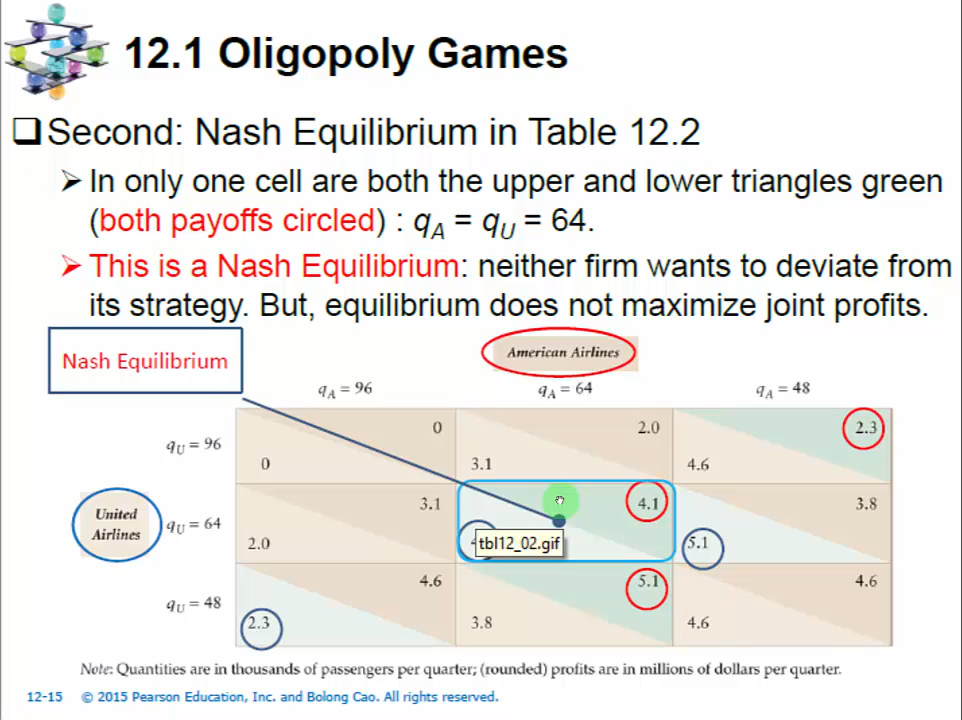 12.1 Oligopoly Games
Second: Nash Equilibrium in Table 12.2
In only one cell are both the upper and lower triangles green
(both payoffs circled) : qA = qU = 64.
This is a Nash Equilibrium: neither firm wants to deviate from
its strategy. But, equilibrium does not maximize joint profits.
Nash Equilibrium
American Airlines
qA = 96 qA = 64 qA = 48
qU = 96
0 2.0 2.3
0 3.1 4.6
United
Airlines
qU = 64
3.1 4.1 3.8
2.0 5.1
tbl12_02.gif
qU = 48
4.6 5.1 4.6
2.3 3.8 4.6
Note: Quantities are in thousands of passengers per quarter; (rounded) profits are in millions of dollars per quarter.
12-15 © 2015 Pearson Education, Inc. and Bolong Cao. All rights reserved.